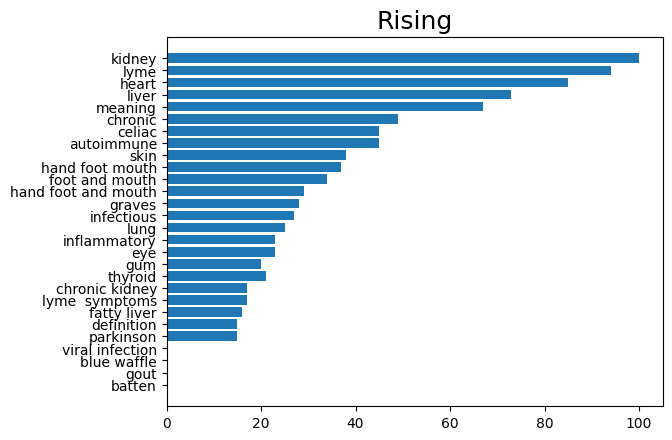 Rising
kidney
lyme
heart
liver
meaning
chronic
celiac
autoimmune
skin
hand foot mouth
foot and mouth
hand foot and mouth
graves
infectious
lung
inflammatory
eye
gum
thyroid
chronic kidney
lyme  symptoms
fatty liver
definition
parkinson
viral infection
blue waffle
gout
batten
0 20 40 60 80 100